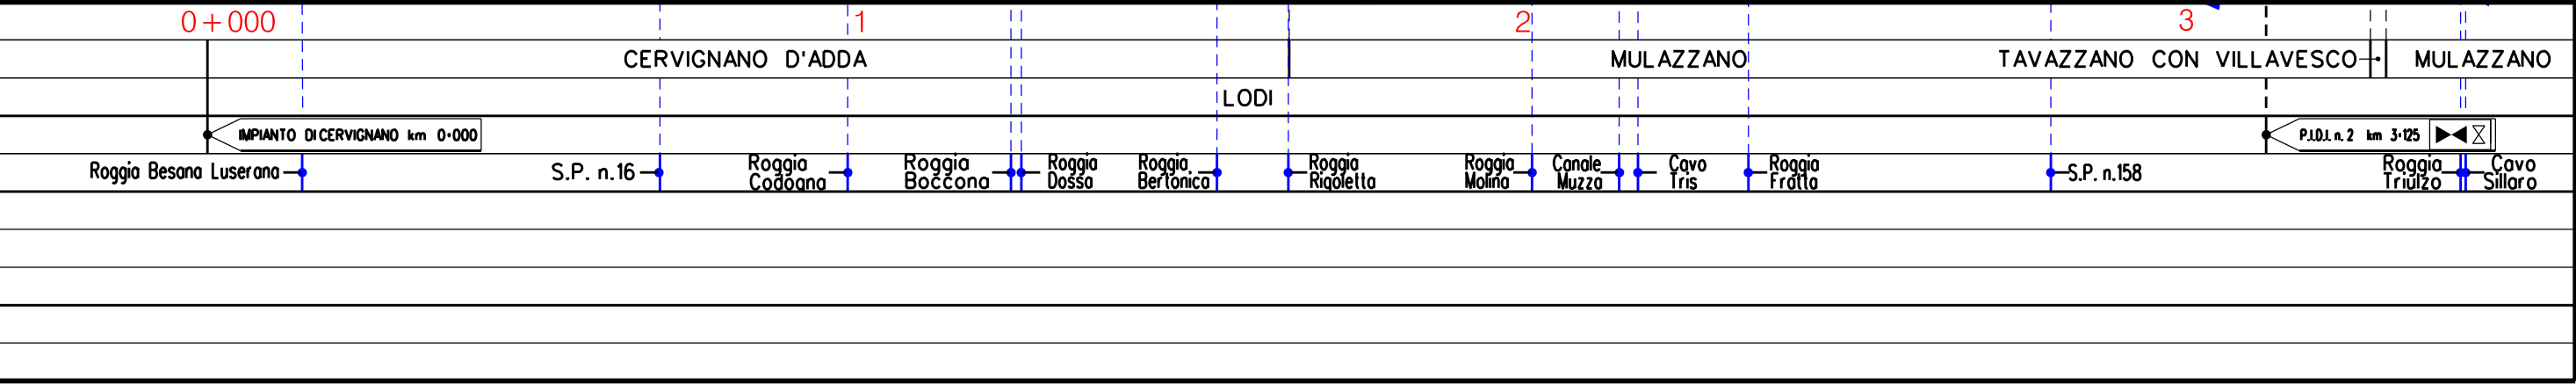 0+000 1 2 3
CERVIGNANO D'ADDA MULAZZANO TAVAZZANO CON VILLAVESCO MULAZZANO
LODI
IMPIANTO DI CERVIGNANO km 0+000 P.I.D.I. n. 2 km 3+125
Roggia Besana Luserana S.P. n.16 Roggia Codogna Roggia Boccona Roggia Dossa Roggia Bertonica Roggia Rigoletta Roggia Molina Canale Muzza Cavo Tris Roggia Fratta S.P. n.158 Roggia Triulzo Cavo Sillaro